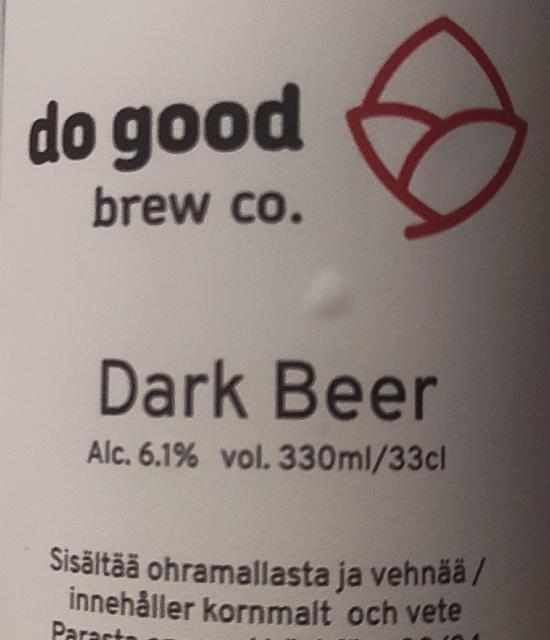 do good
brew co.
Dark Beer
Alc. 6.1% vol. 330ml/33cl
Sisältää ohramallasta ja vehnää /
innehåller kornmalt och vete
Parasta